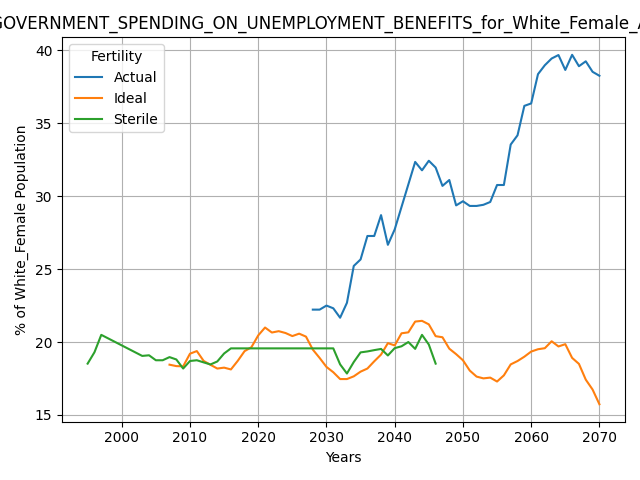 GOVERNMENT_SPENDING_ON_UNEMPLOYMENT_BENEFITS_for_White_Female_
Fertility
Actual
Ideal
Sterile
% of White_Female Population
40
35
30
25
20
15
2000 2010 2020 2030 2040 2050 2060 2070
Years